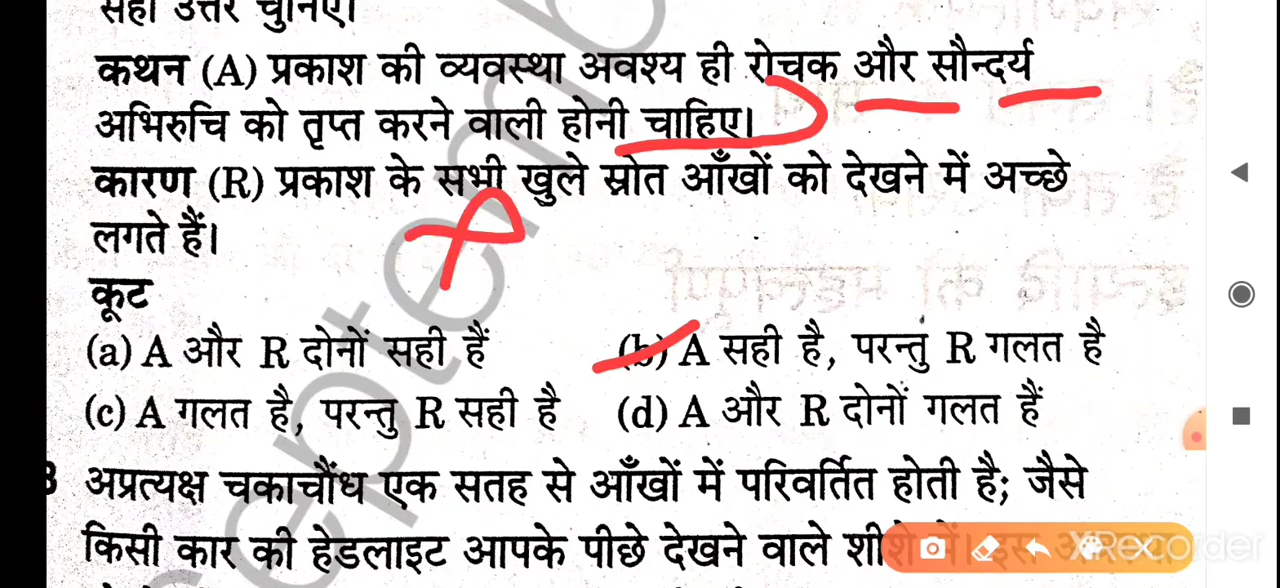 सही उत्तर चुनिए।
कथन (A) प्रकाश की व्यवस्था अवश्य ही रोचक और सौन्दर्य
अभिरुचि को तृप्त करने वाली होनी चाहिए।
कारण (R) प्रकाश के सभी खुले स्रोत आँखों को देखने में अच्छे
लगते हैं।
कूट
(a) A और R दोनों सही हैं (b) A सही है, परन्तु R गलत है
(c) A गलत है, परन्तु R सही है (d) A और R दोनों गलत हैं
अप्रत्यक्ष चकाचौंध एक सतह से आँखों में परिवर्तित होती है; जैसे
किसी कार की हेडलाइट आपके पीछे देखने वाले
XRecorder